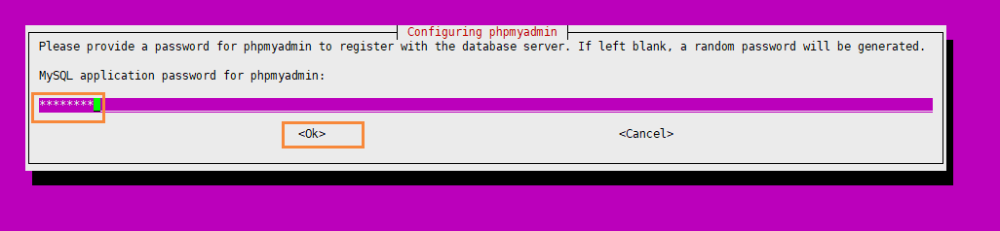 Configuring phpmyadmin
Please provide a password for phpmyadmin to register with the database server. If left blank, a random password will be generated.
MySQL application password for phpmyadmin:
********
<Ok> <Cancel>